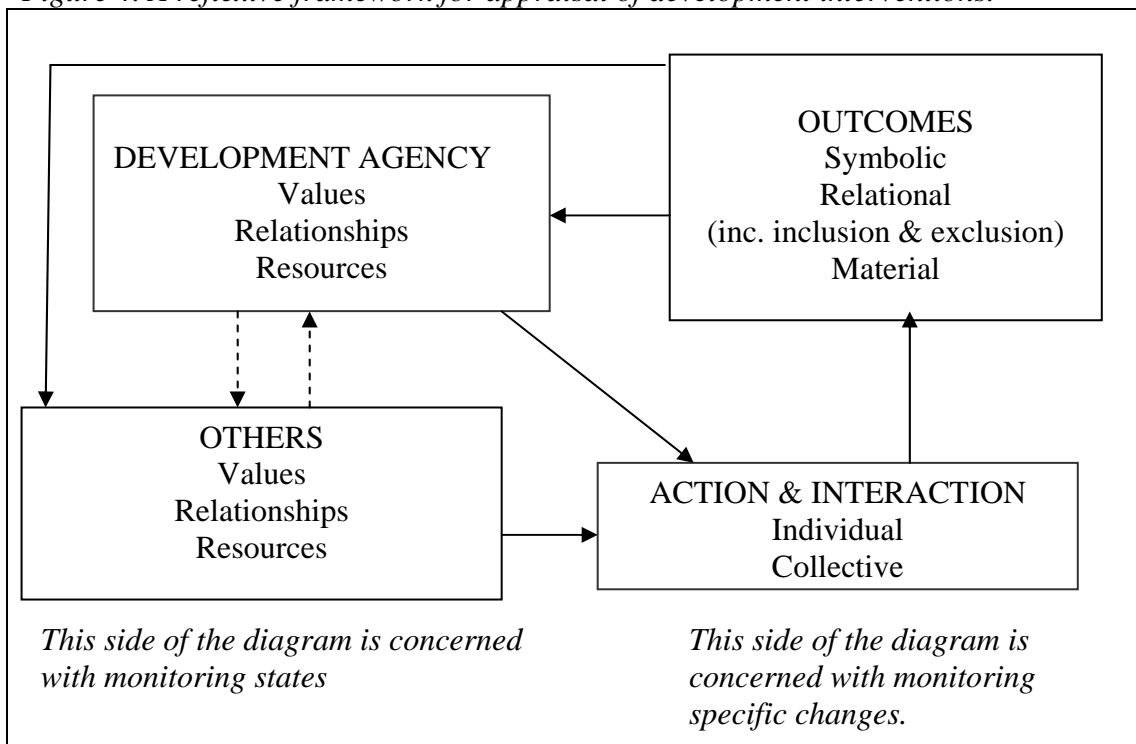 DEVELOPMENT AGENCY
Values
Relationships
Resources
OUTCOMES
Symbolic
Relational
(inc. inclusion & exclusion)
Material
OTHERS
Values
Relationships
Resources
ACTION & INTERACTION
Individual
Collective
This side of the diagram is concerned
with monitoring states
This side of the diagram is
concerned with monitoring
specific changes.